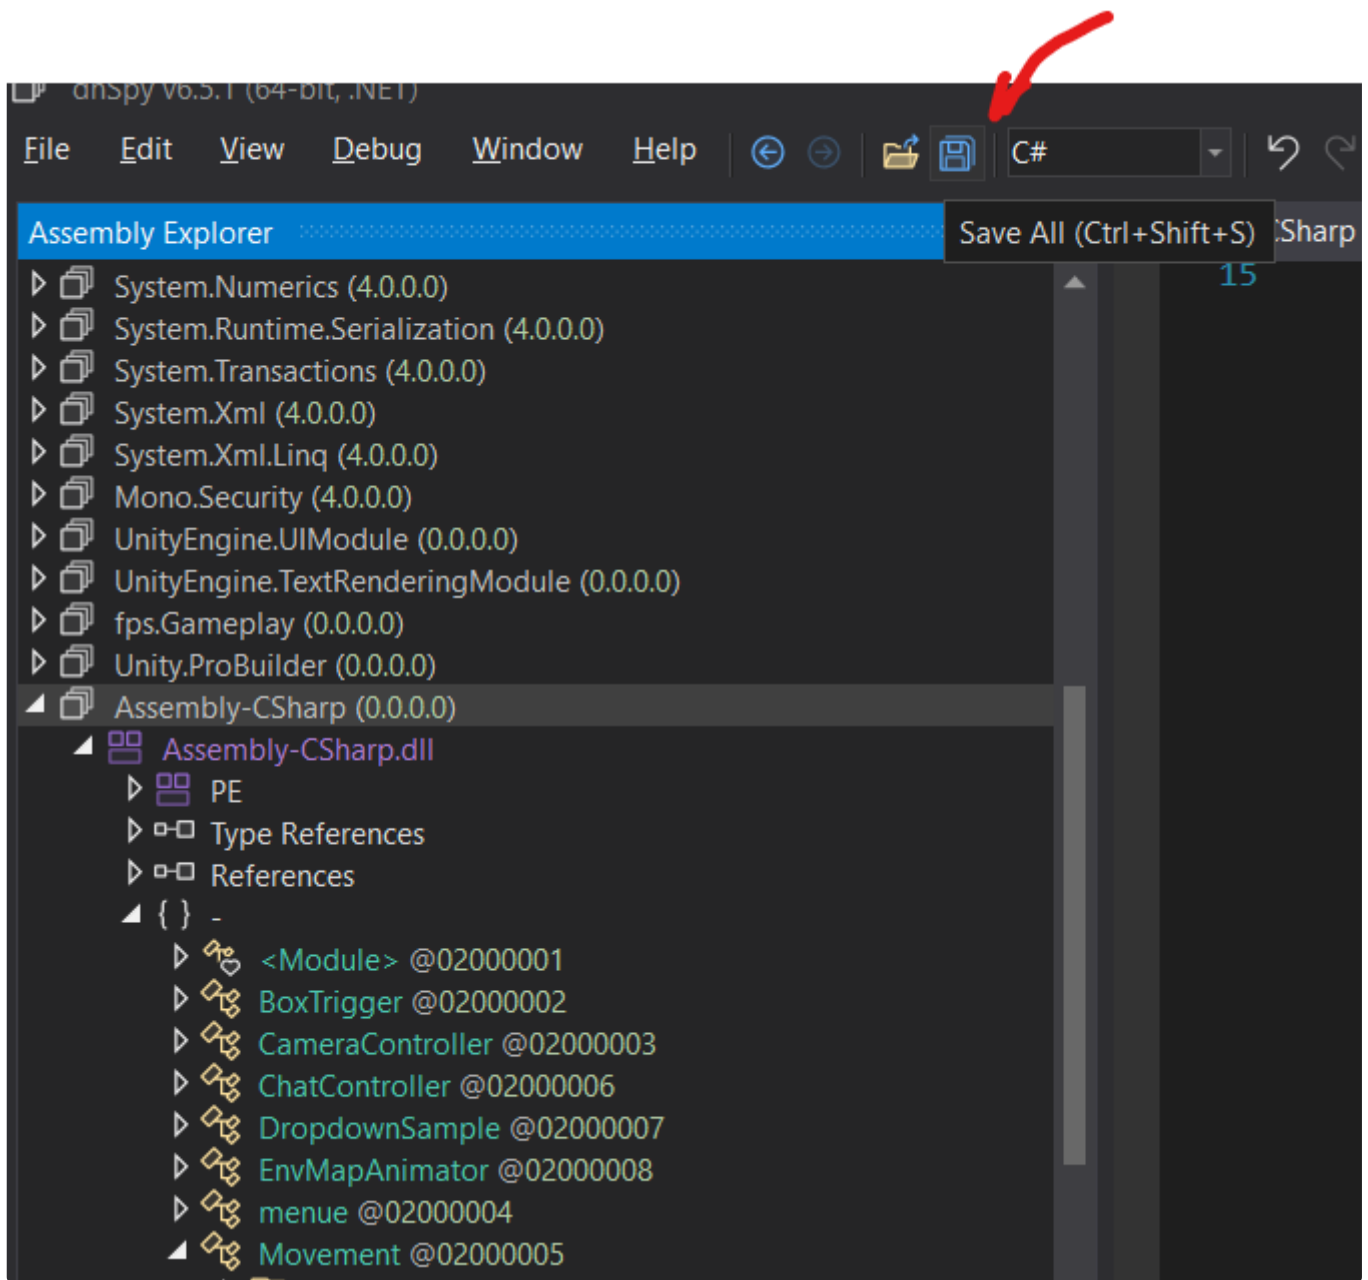 dnSpy v6.5.1 (64-bit, .NET)
File Edit View Debug Window Help C#
Assembly Explorer
Save All (Ctrl+Shift+S)
CSharp
15
System.Numerics (4.0.0.0)
System.Runtime.Serialization (4.0.0.0)
System.Transactions (4.0.0.0)
System.Xml (4.0.0.0)
System.Xml.Linq (4.0.0.0)
Mono.Security (4.0.0.0)
UnityEngine.UIModule (0.0.0.0)
UnityEngine.TextRenderingModule (0.0.0.0)
fps.Gameplay (0.0.0.0)
Unity.ProBuilder (0.0.0.0)
Assembly-CSharp (0.0.0.0)
Assembly-CSharp.dll
PE
Type References
References
{ } -
<Module> @02000001
BoxTrigger @02000002
CameraController @02000003
ChatController @02000006
DropdownSample @02000007
EnvMapAnimator @02000008
menue @02000004
Movement @02000005